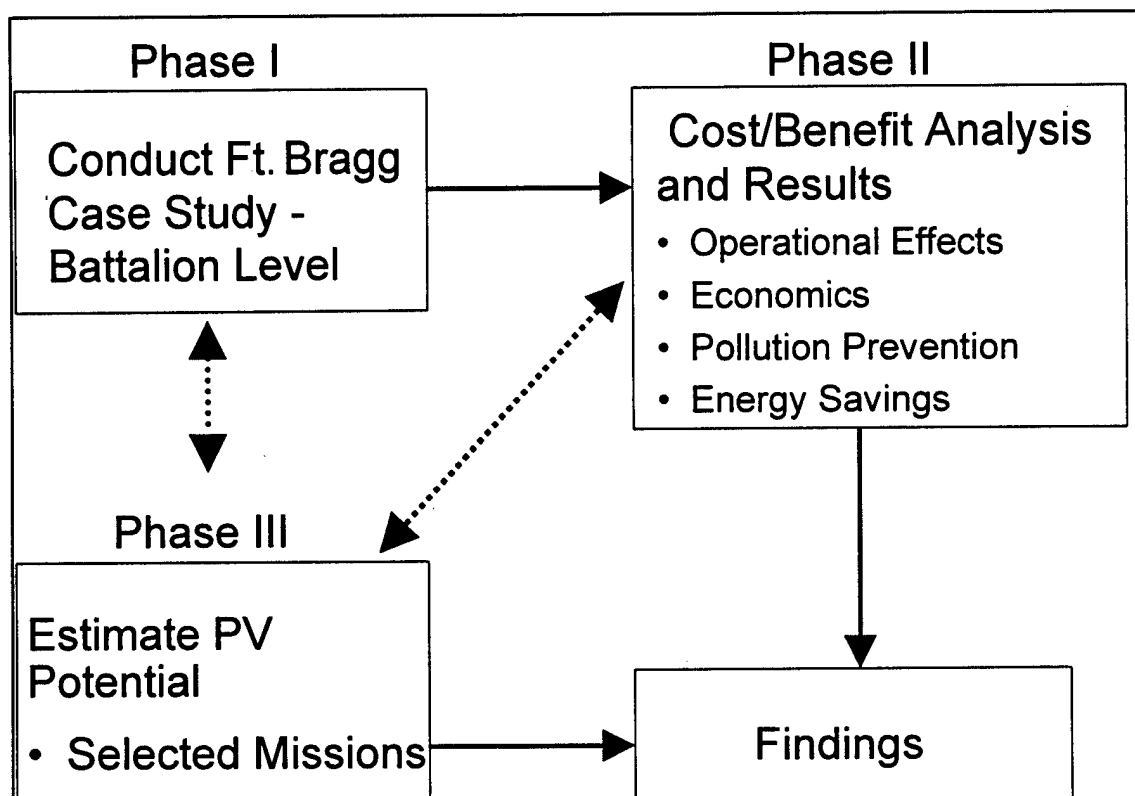 Phase I
Conduct Ft. Bragg
Case Study -
Battalion Level
Phase II
Cost/Benefit Analysis
and Results
• Operational Effects
• Economics
• Pollution Prevention
• Energy Savings
Phase III
Estimate PV
Potential
• Selected Missions
Findings